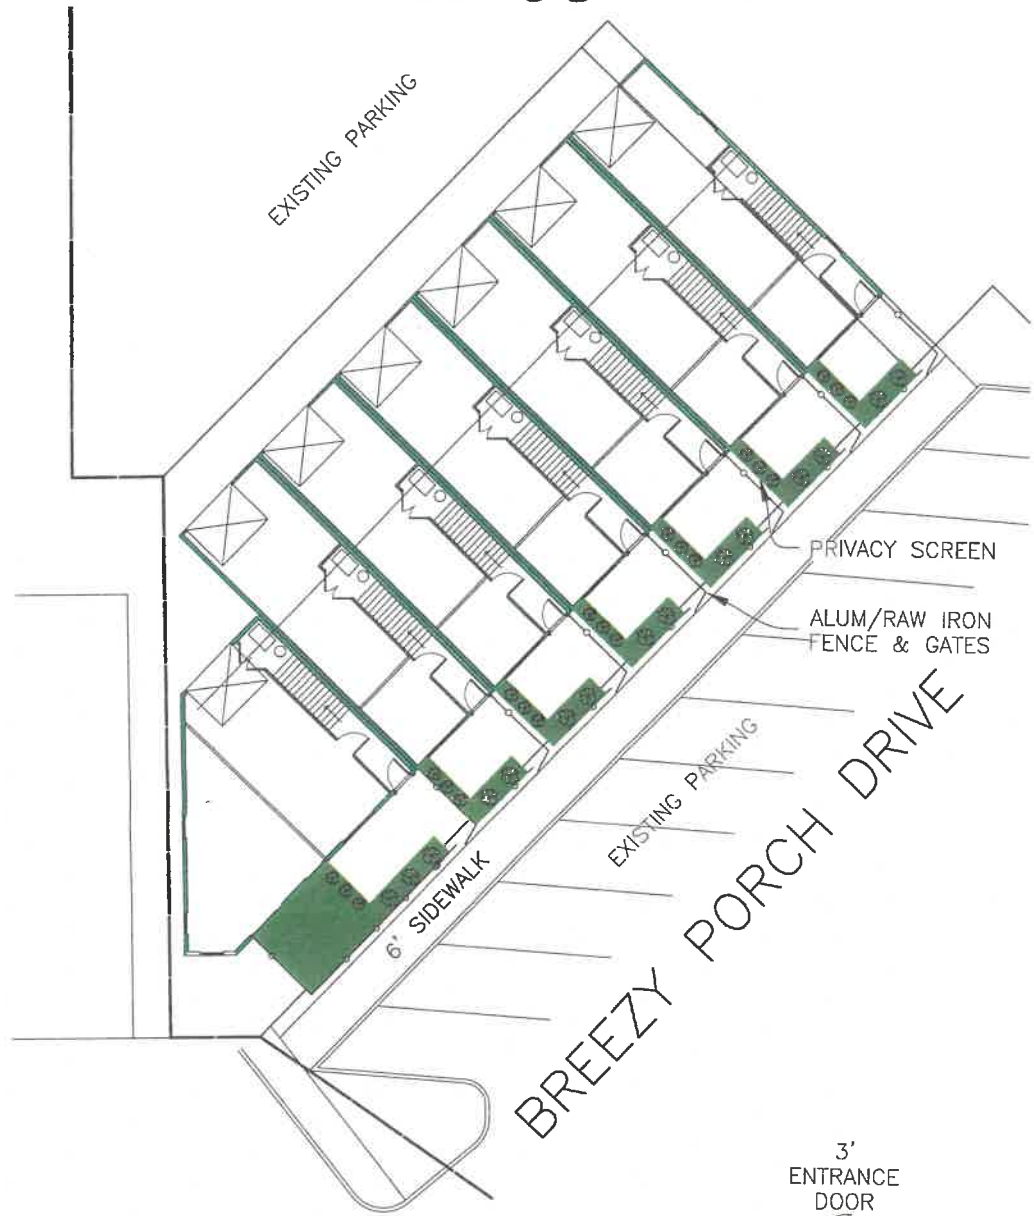 EXISTING PARKING
PRIVACY SCREEN
ALUM/RAW IRON
FENCE & GATES
EXISTING PARKING
6' SIDEWALK
BREEZY PORCH DRIVE
3'
ENTRANCE
DOOR